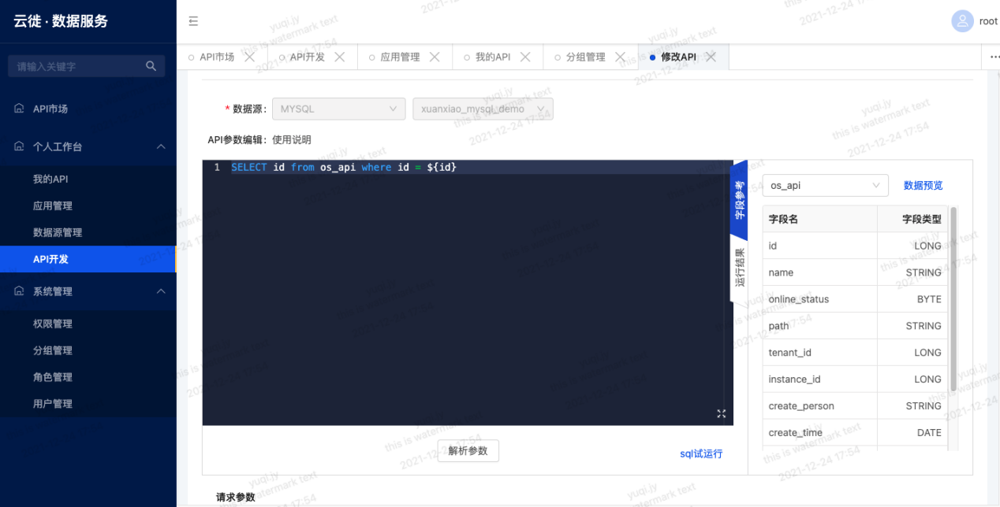 云徙 · 数据服务
root
请输入关键字
API市场
API开发
应用管理
我的API
分组管理
修改API
API市场
个人工作台
我的API
应用管理
数据源管理
API开发
系统管理
权限管理
分组管理
角色管理
用户管理
* 数据源: MYSQL xuanxiao_mysql_demo
API参数编辑: 使用说明
1 SELECT id from os_api where id = ${id}
字段参考
运行结果
os_api 数据预览
字段名 字段类型
id LONG
name STRING
online_status BYTE
path STRING
tenant_id LONG
instance_id LONG
create_person STRING
create_time DATE
解析参数
sql试运行
请求参数
yuqi.jy
this is watermark text
2021-12-24 17:54